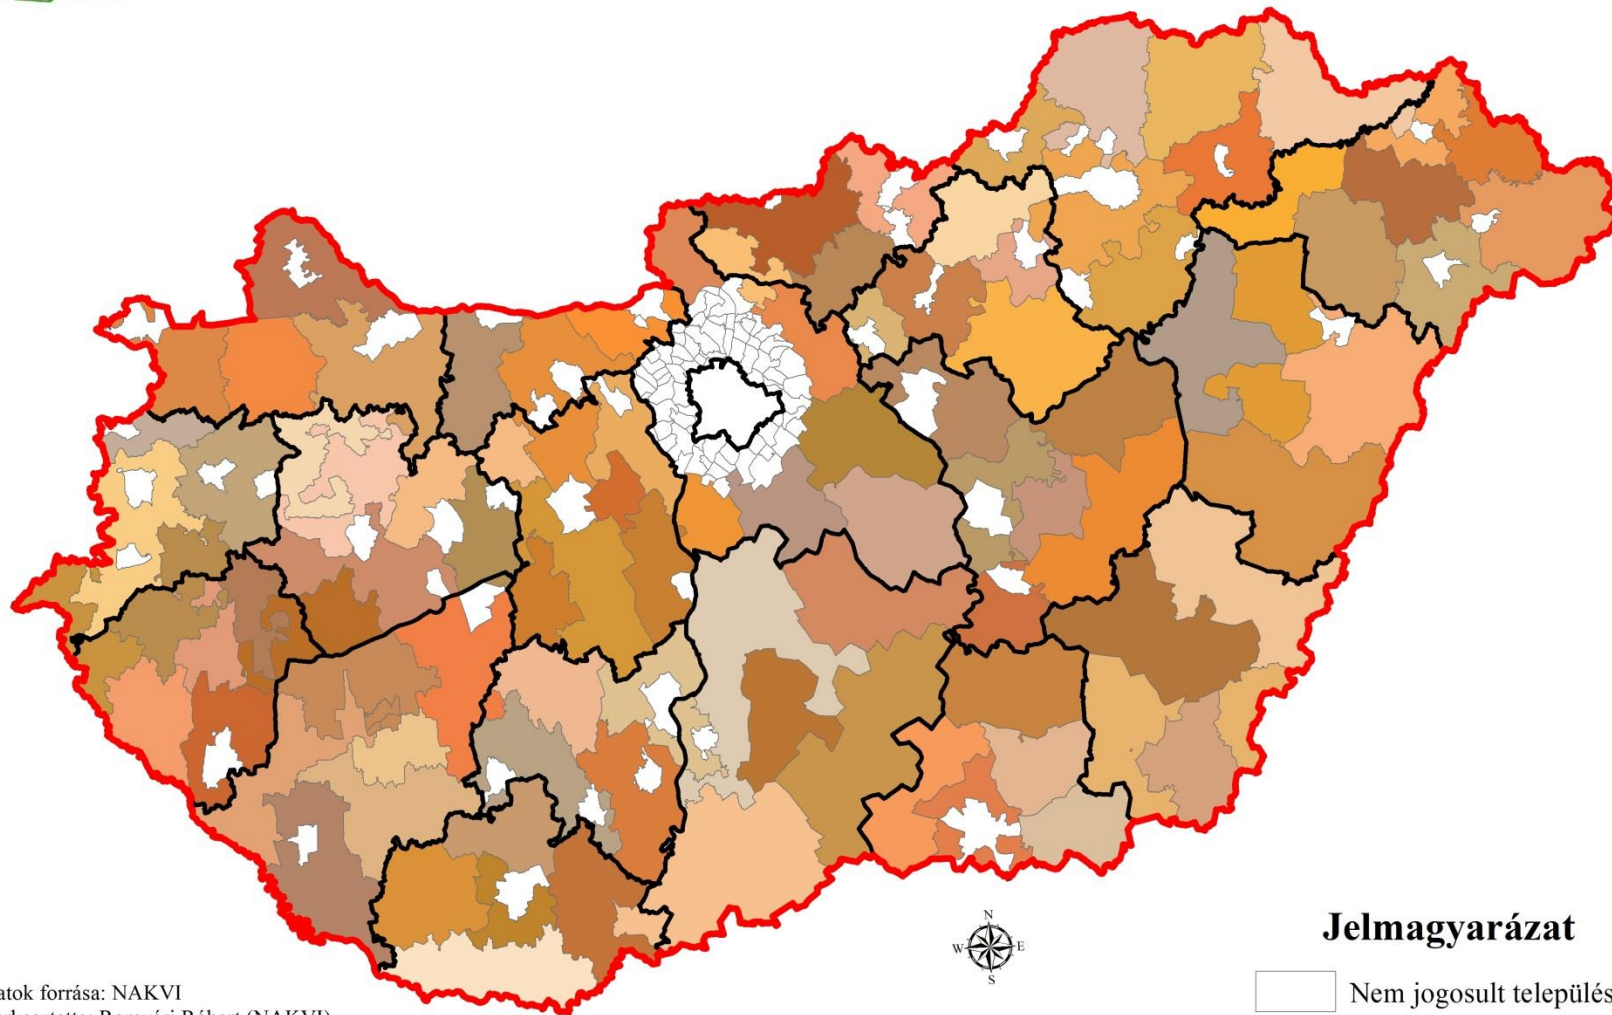 N
W E
S
Jelmagyarázat
atok forrása: NAKVI
Nem jogosult település